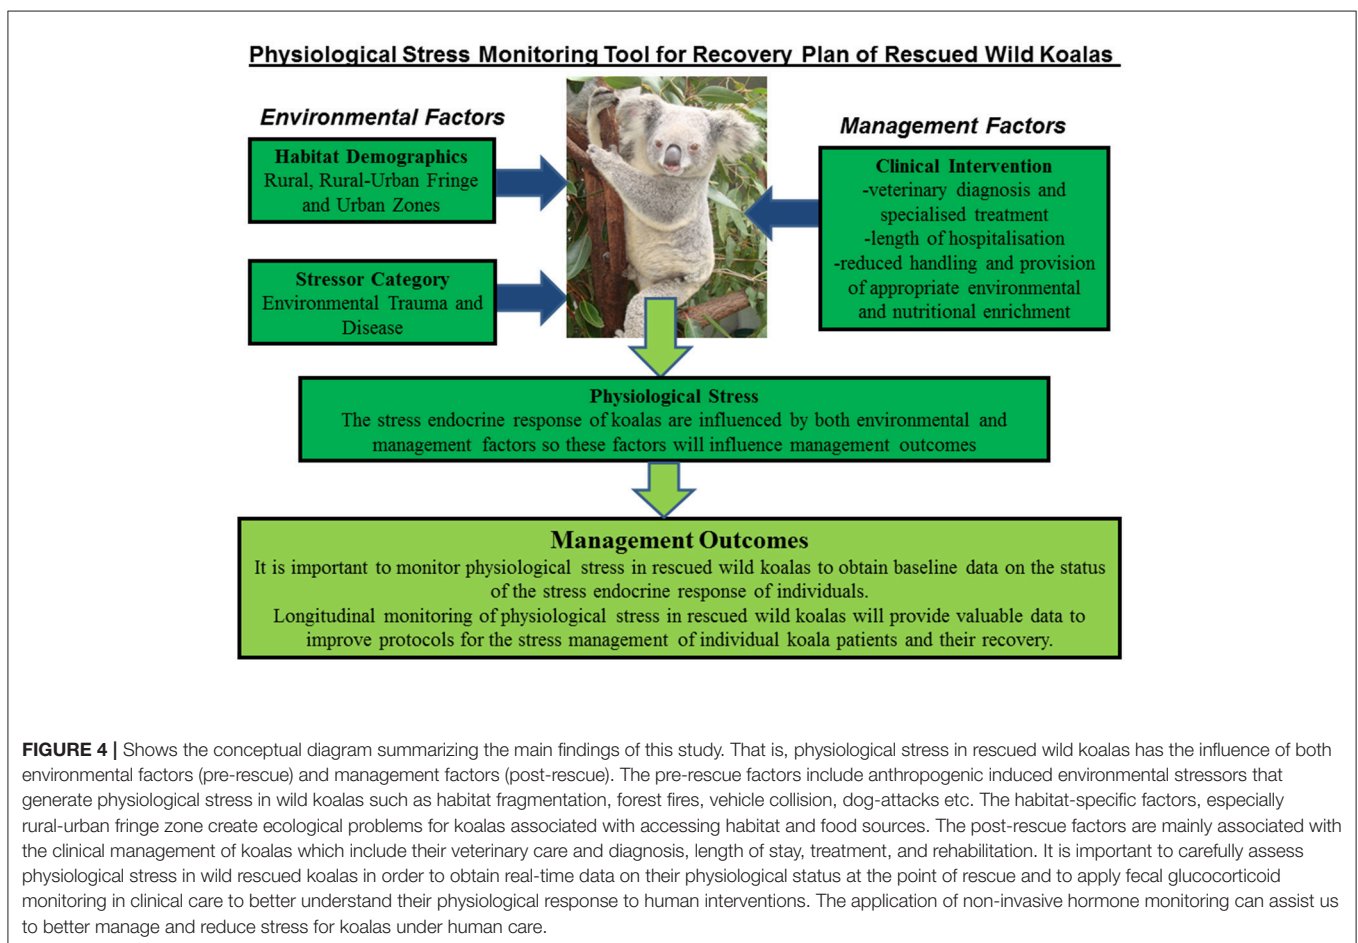 Physiological Stress Monitoring Tool for Recovery Plan of Rescued Wild Koalas
Environmental Factors
Habitat Demographics
Rural, Rural-Urban Fringe
and Urban Zones
Stressor Category
Environmental Trauma and
Disease
Management Factors
Clinical Intervention
-veterinary diagnosis and
specialised treatment
-length of hospitalisation
-reduced handling and provision
of appropriate environmental
and nutritional enrichment
Physiological Stress
The stress endocrine response of koalas are influenced by both environmental and
management factors so these factors will influence management outcomes
Management Outcomes
It is important to monitor physiological stress in rescued wild koalas to obtain baseline data on the status
of the stress endocrine response of individuals.
Longitudinal monitoring of physiological stress in rescued wild koalas will provide valuable data to
improve protocols for the stress management of individual koala patients and their recovery.
FIGURE 4 | Shows the conceptual diagram summarizing the main findings of this study. That is, physiological stress in rescued wild koalas has the influence of both
environmental factors (pre-rescue) and management factors (post-rescue). The pre-rescue factors include anthropogenic induced environmental stressors that
generate physiological stress in wild koalas such as habitat fragmentation, forest fires, vehicle collision, dog-attacks etc. The habitat-specific factors, especially
rural-urban fringe zone create ecological problems for koalas associated with accessing habitat and food sources. The post-rescue factors are mainly associated with
the clinical management of koalas which include their veterinary care and diagnosis, length of stay, treatment, and rehabilitation. It is important to carefully assess
physiological stress in wild rescued koalas in order to obtain real-time data on their physiological status at the point of rescue and to apply fecal glucocorticoid
monitoring in clinical care to better understand their physiological response to human interventions. The application of non-invasive hormone monitoring can assist us
to better manage and reduce stress for koalas under human care.